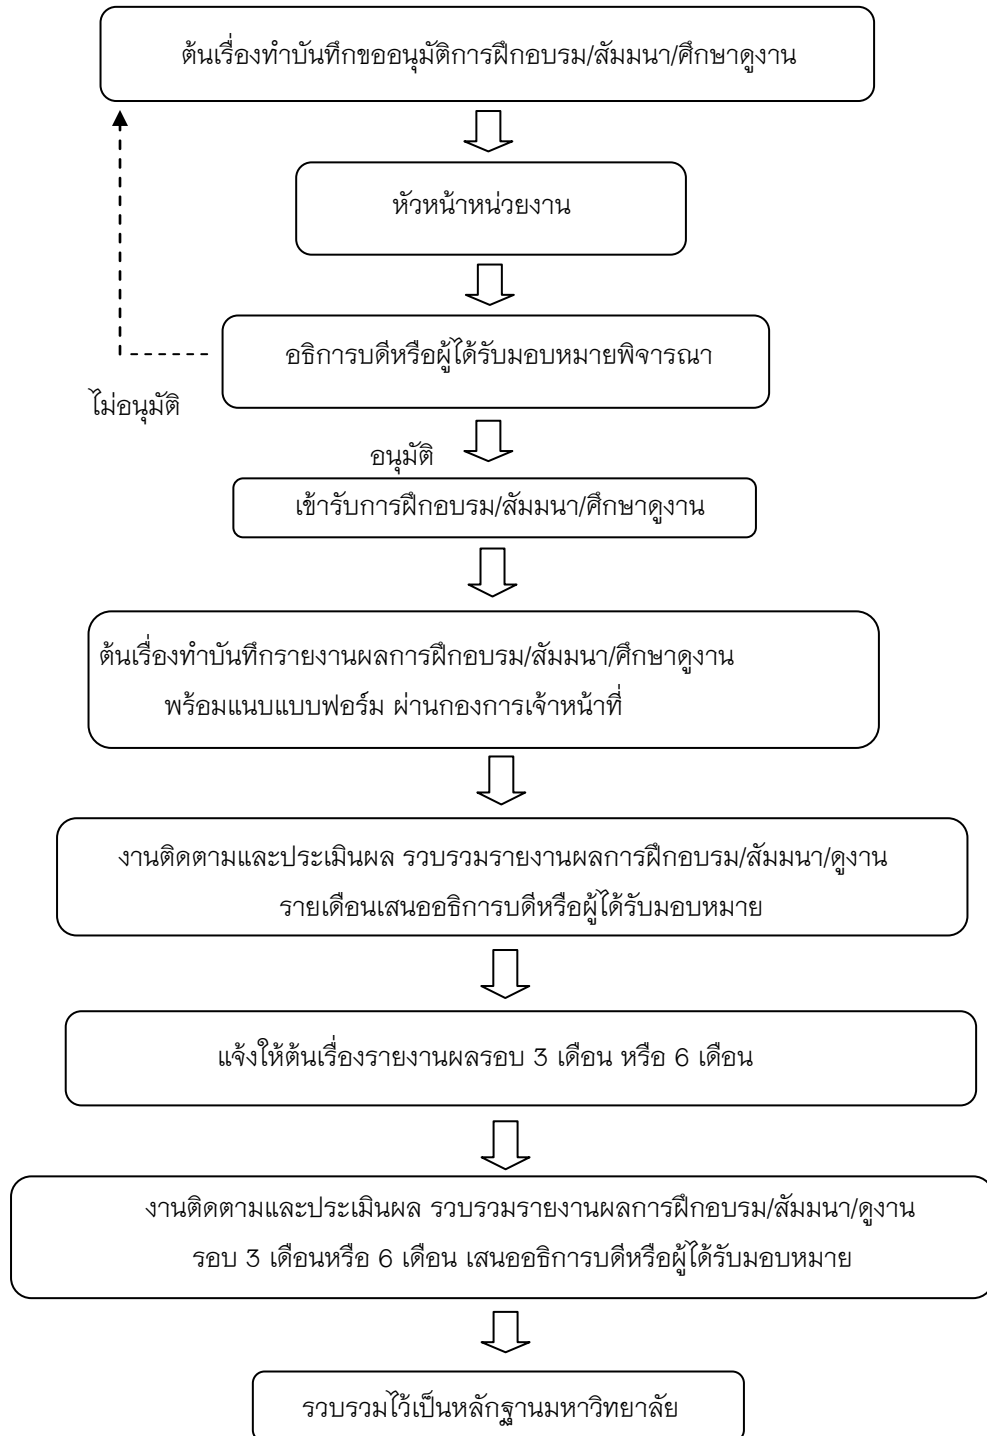 ต้นเรื่องทำบันทึกขออนุมัติการฝึกอบรม/สัมมนา/ศึกษาดูงาน
หัวหน้าหน่วยงาน
อธิการบดีหรือผู้ได้รับมอบหมายพิจารณา
ไม่อนุมัติ
อนุมัติ
เข้ารับการฝึกอบรม/สัมมนา/ศึกษาดูงาน
ต้นเรื่องทำบันทึกรายงานผลการฝึกอบรม/สัมมนา/ศึกษาดูงาน
พร้อมแนบแบบฟอร์ม ผ่านกองการเจ้าหน้าที่
งานติดตามและประเมินผล รวบรวมรายงานผลการฝึกอบรม/สัมมนา/ดูงาน
รายเดือนเสนออธิการบดีหรือผู้ได้รับมอบหมาย
แจ้งให้ต้นเรื่องรายงานผลรอบ 3 เดือน หรือ 6 เดือน
งานติดตามและประเมินผล รวบรวมรายงานผลการฝึกอบรม/สัมมนา/ดูงาน
รอบ 3 เดือนหรือ 6 เดือน เสนออธิการบดีหรือผู้ได้รับมอบหมาย
รวบรวมไว้เป็นหลักฐานมหาวิทยาลัย